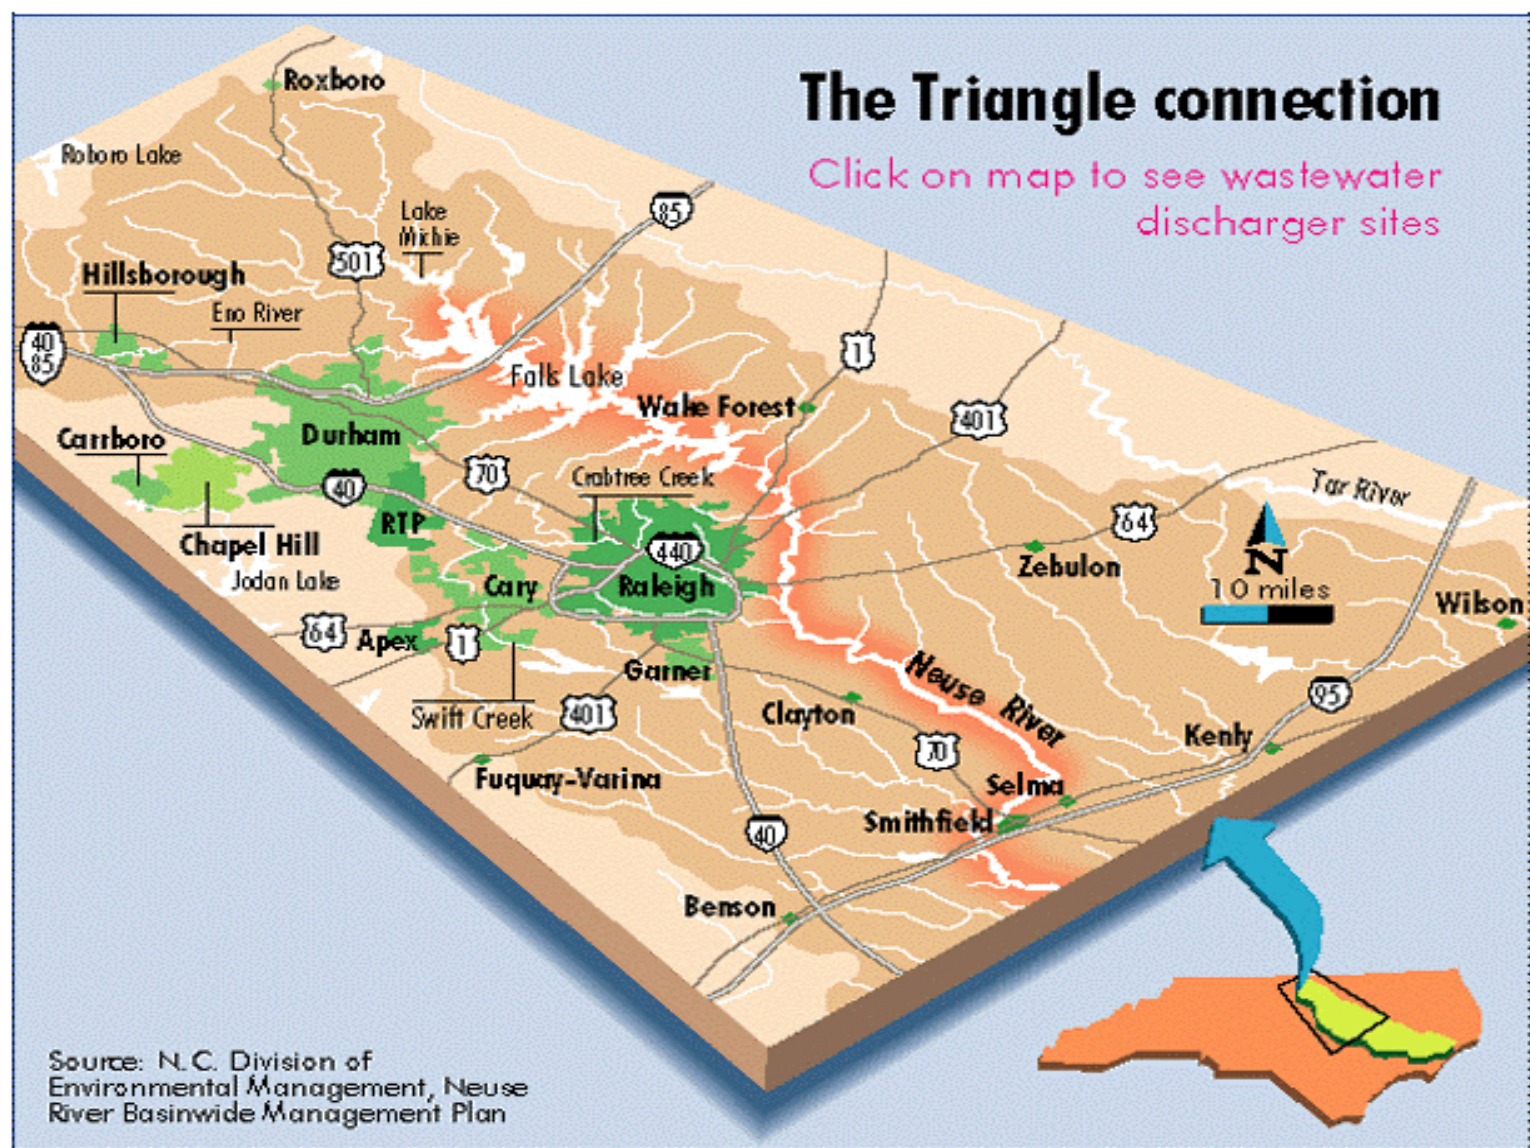 The Triangle connection
Click on map to see wastewater
discharger sites
Roxboro
Roboro Lake
Lake
Michie
85
501
Hillsborough
Eno River
40
85
1
Falls Lake
Wake Forest
401
Carrboro
Durham
70
Crabtree Creek
Tar River
40
RTP
64
N
10 miles
440
Chapel Hill
Jodan Lake
Cary
Raleigh
Zebulon
Wilson
64
Apex
1
Garner
Neuse River
95
Swift Creek
401
Clayton
70
Kenly
Fuquay-Varina
Selma
Smithfield
40
Benson
Source: N.C. Division of
Environmental Management, Neuse
River Basinwide Management Plan